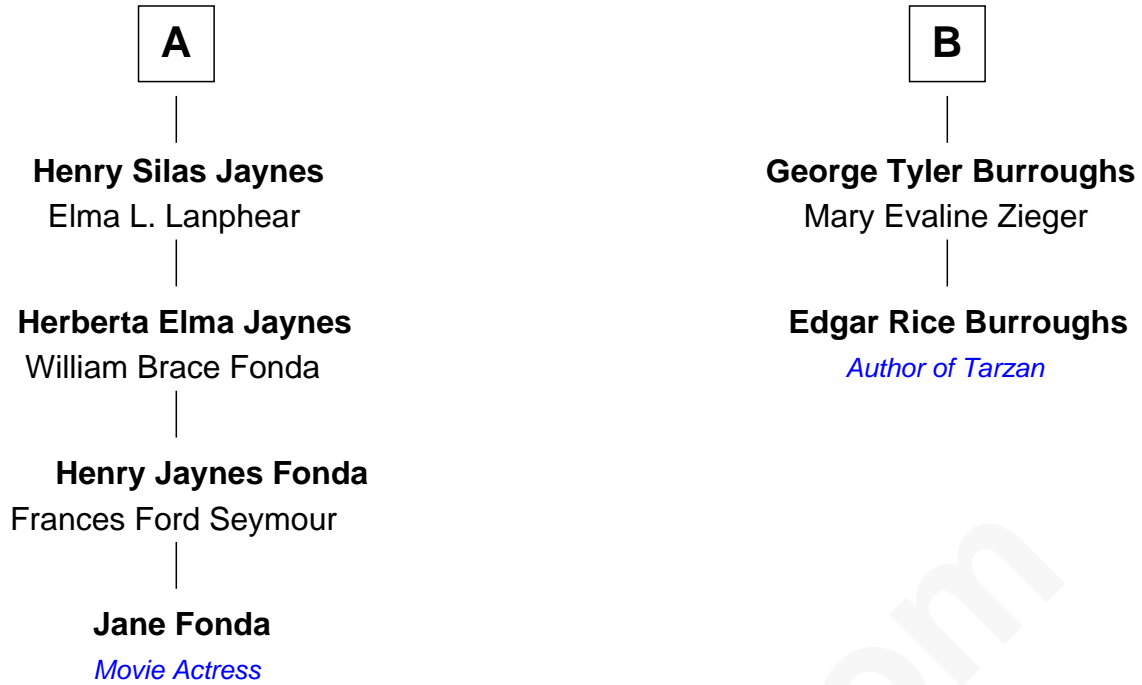 A
Henry Silas Jaynes
Elma L. Lanphear
Herberta Elma Jaynes
William Brace Fonda
Henry Jaynes Fonda
Frances Ford Seymour
Jane Fonda
Movie Actress
B
George Tyler Burroughs
Mary Evaline Zieger
Edgar Rice Burroughs
Author of Tarzan
om